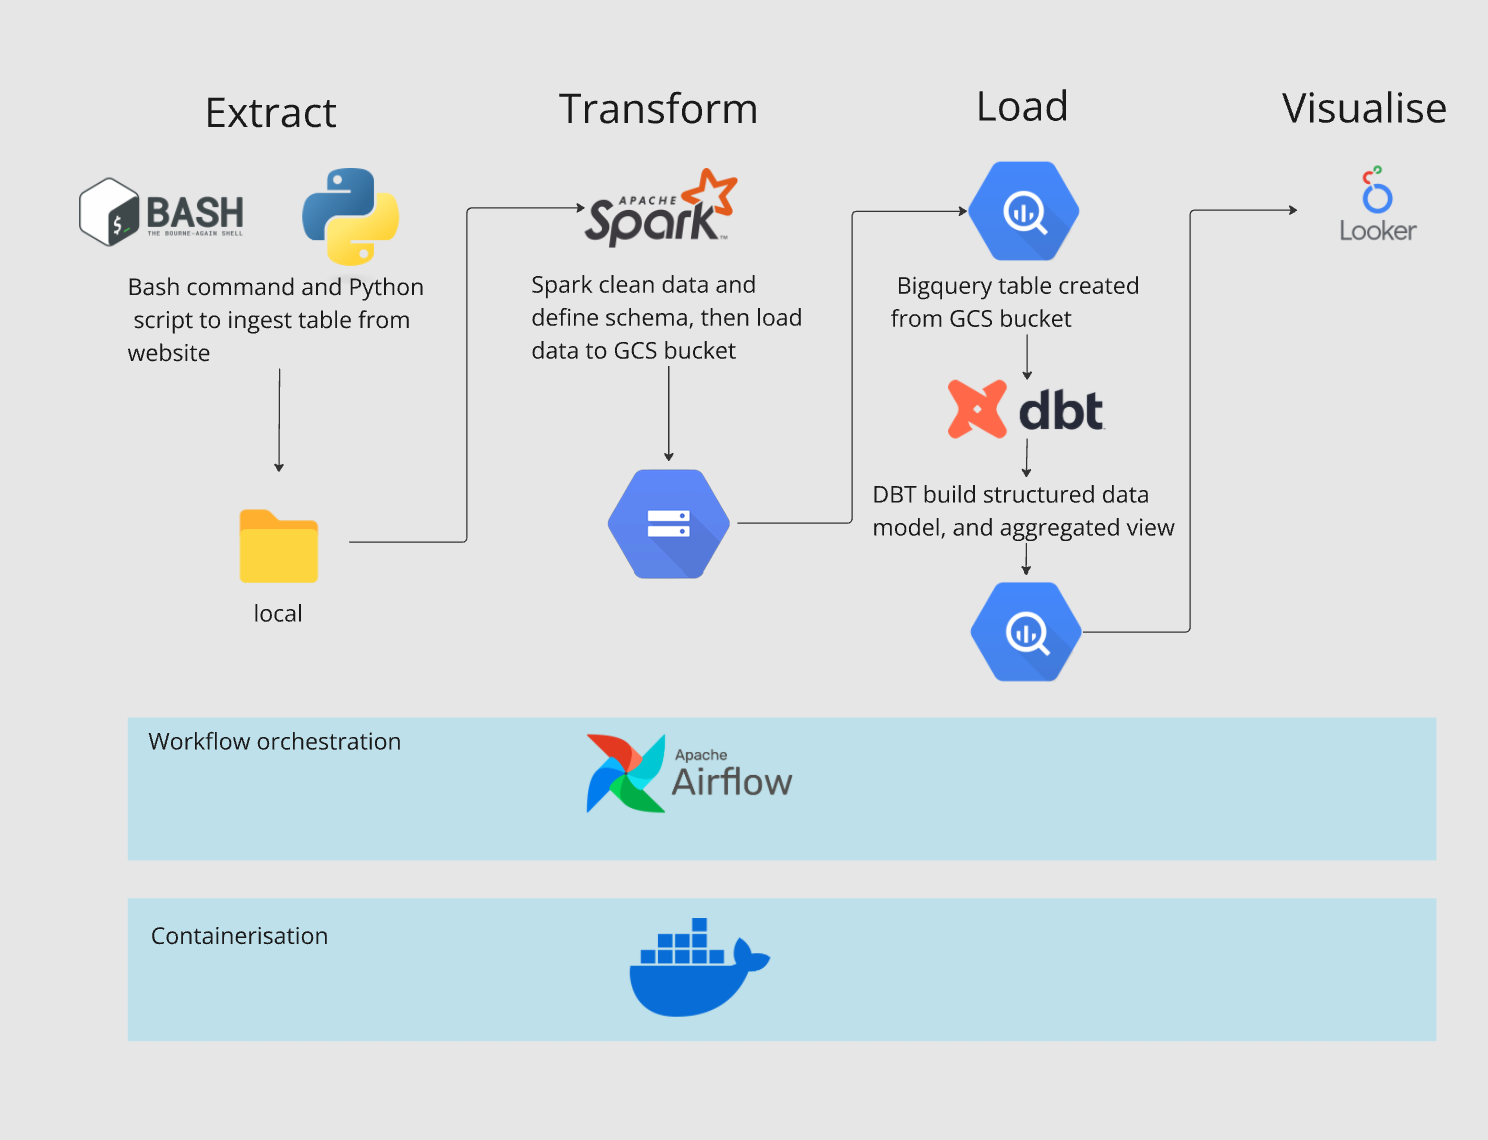 Extract
Transform
Load
Visualise
BASH
THE BOURNE-AGAIN SHELL
$
APACHE
Spark
TM
Looker
Bash command and Python
script to ingest table from
website
Spark clean data and
define schema, then load
data to GCS bucket
Bigquery table created
from GCS bucket
dbt
DBT build structured data
model, and aggregated view
local
Workflow orchestration
Apache
Airflow
Containerisation